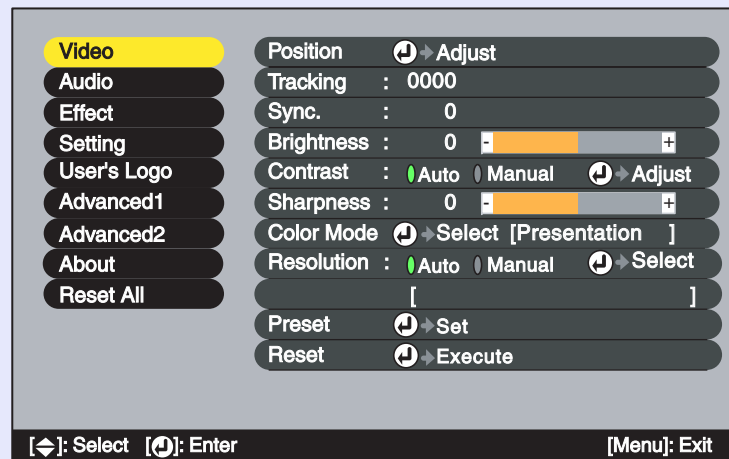 Video
Audio
Effect
Setting
User's Logo
Advanced1
Advanced2
About
Reset All
Position Adjust
Tracking : 0000
Sync. : 0
Brightness : 0 - +
Contrast : Auto Manual Adjust
Sharpness : 0 - +
Color Mode Select [Presentation ]
Resolution : Auto Manual Select
[ ]
Preset Set
Reset Execute
[ ]: Select [ ]: Enter [Menu]: Exit